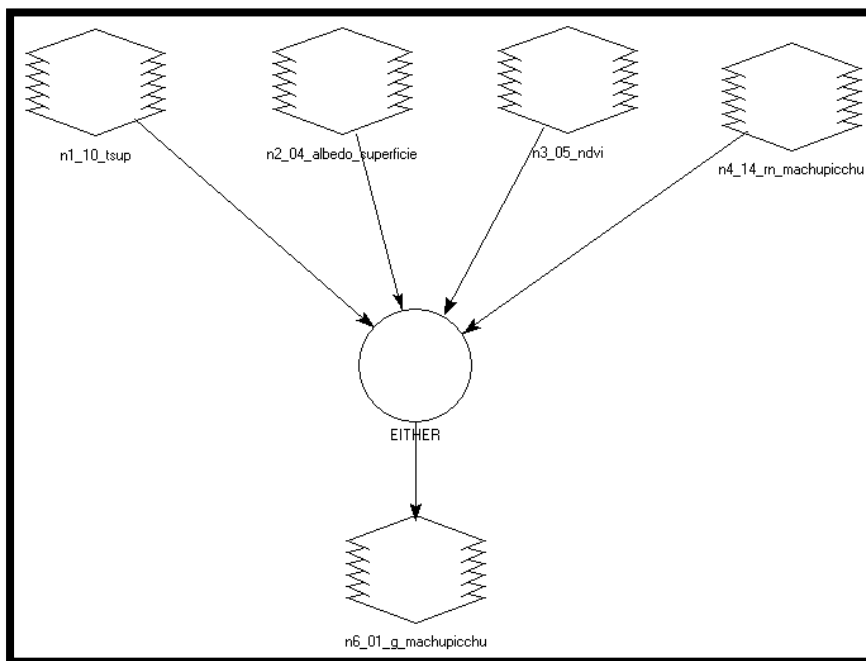 n1_10_tsup
n2_04_albedo_superficie
n3_05_ndvi
n4_14_rn_machupicchu
EITHER
n6_01_g_machupicchu